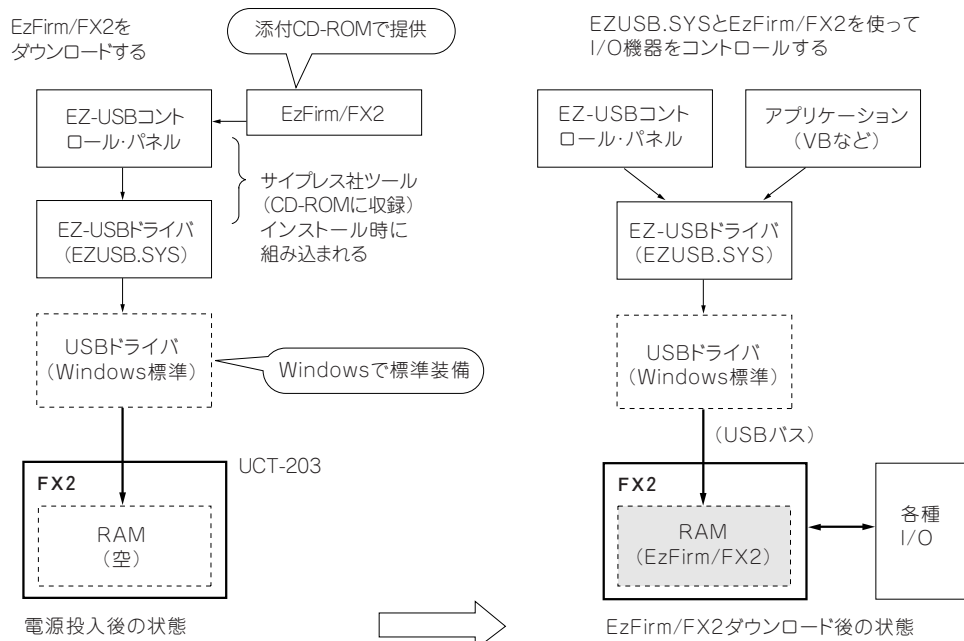 EzFirm/FX2を
ダウンロードする
添付CD-ROMで提供
EZ-USBコント
ロール・パネル
EzFirm/FX2
サイプレス社ツール
（CD-ROMに収録）
インストール時に
組み込まれる
EZ-USBドライバ
（EZUSB.SYS）
USBドライバ
（Windows標準）
Windowsで標準装備
UCT-203
FX2
RAM
（空）
電源投入後の状態
EZUSB.SYSとEzFirm/FX2を使って
I/O機器をコントロールする
EZ-USBコント
ロール・パネル
アプリケーション
（VBなど）
EZ-USBドライバ
（EZUSB.SYS）
USBドライバ
（Windows標準）
（USBバス）
FX2
RAM
（EzFirm/FX2）
各種
I/O
EzFirm/FX2ダウンロード後の状態